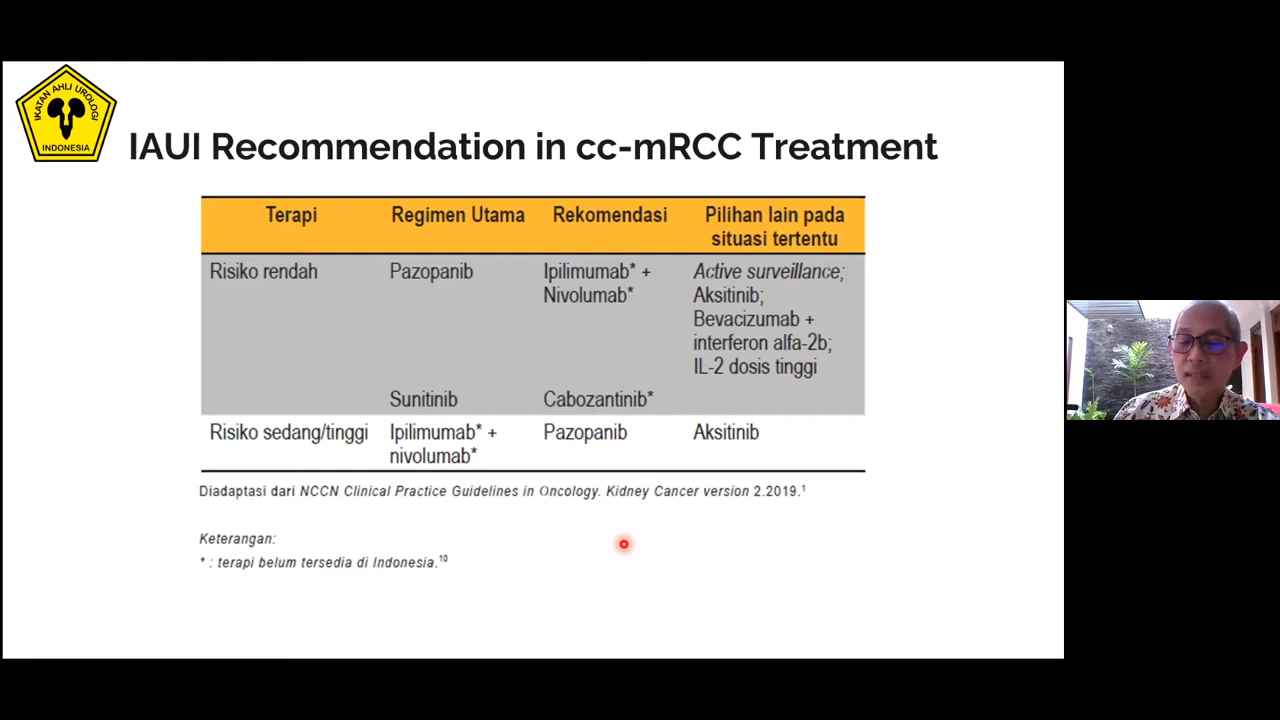 IKATAN AHLI UROLOGI
INDONESIA
IAUI Recommendation in cc-mRCC Treatment
Terapi Regimen Utama Rekomendasi Pilihan lain pada
situasi tertentu
Risiko rendah Pazopanib Ipilimumab* + Active surveillance;
Nivolumab* Aksitinib;
Bevacizumab +
interferon alfa-2b;
IL-2 dosis tinggi
Sunitinib Cabozantinib*
Risiko sedang/tinggi Ipilimumab* + Pazopanib Aksitinib
nivolumab*
Diadaptasi dari NCCN Clinical Practice Guidelines in Oncology. Kidney Cancer version 2.2019.¹
Keterangan:
* : terapi belum tersedia di Indonesia.¹⁰